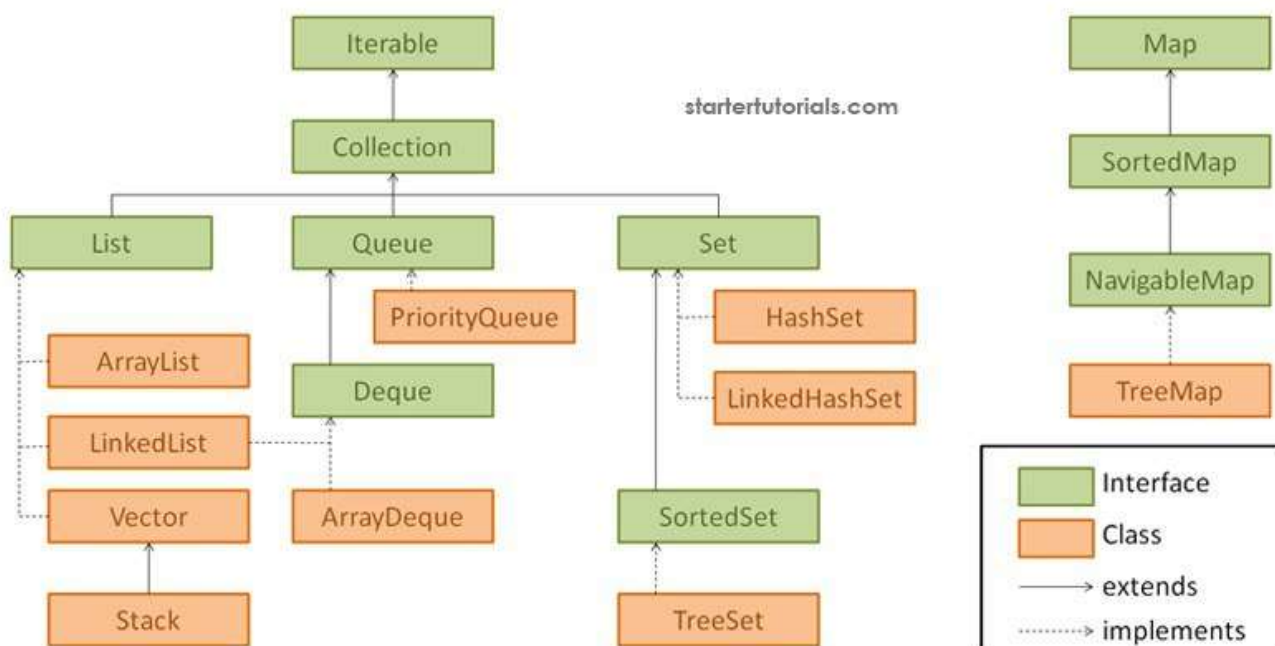 Iterable
Map
startertutorials.com
Collection
SortedMap
List
Queue
Set
NavigableMap
PriorityQueue
HashSet
ArrayList
Deque
LinkedHashSet
TreeMap
LinkedList
Interface
Vector
ArrayDeque
SortedSet
Class
extends
Stack
TreeSet
implements